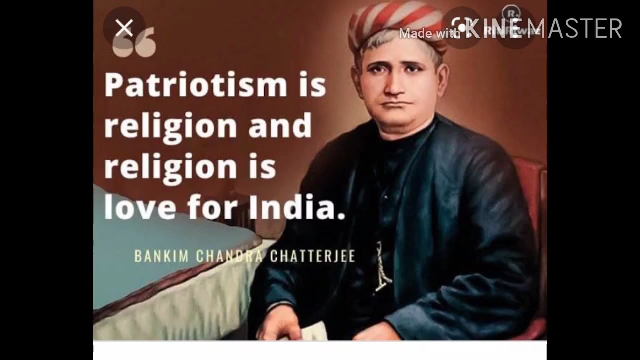 Made with KINEMASTER
Patriotism is
religion and
religion is
love for India.
BANKIM CHANDRA CHATTERJEE